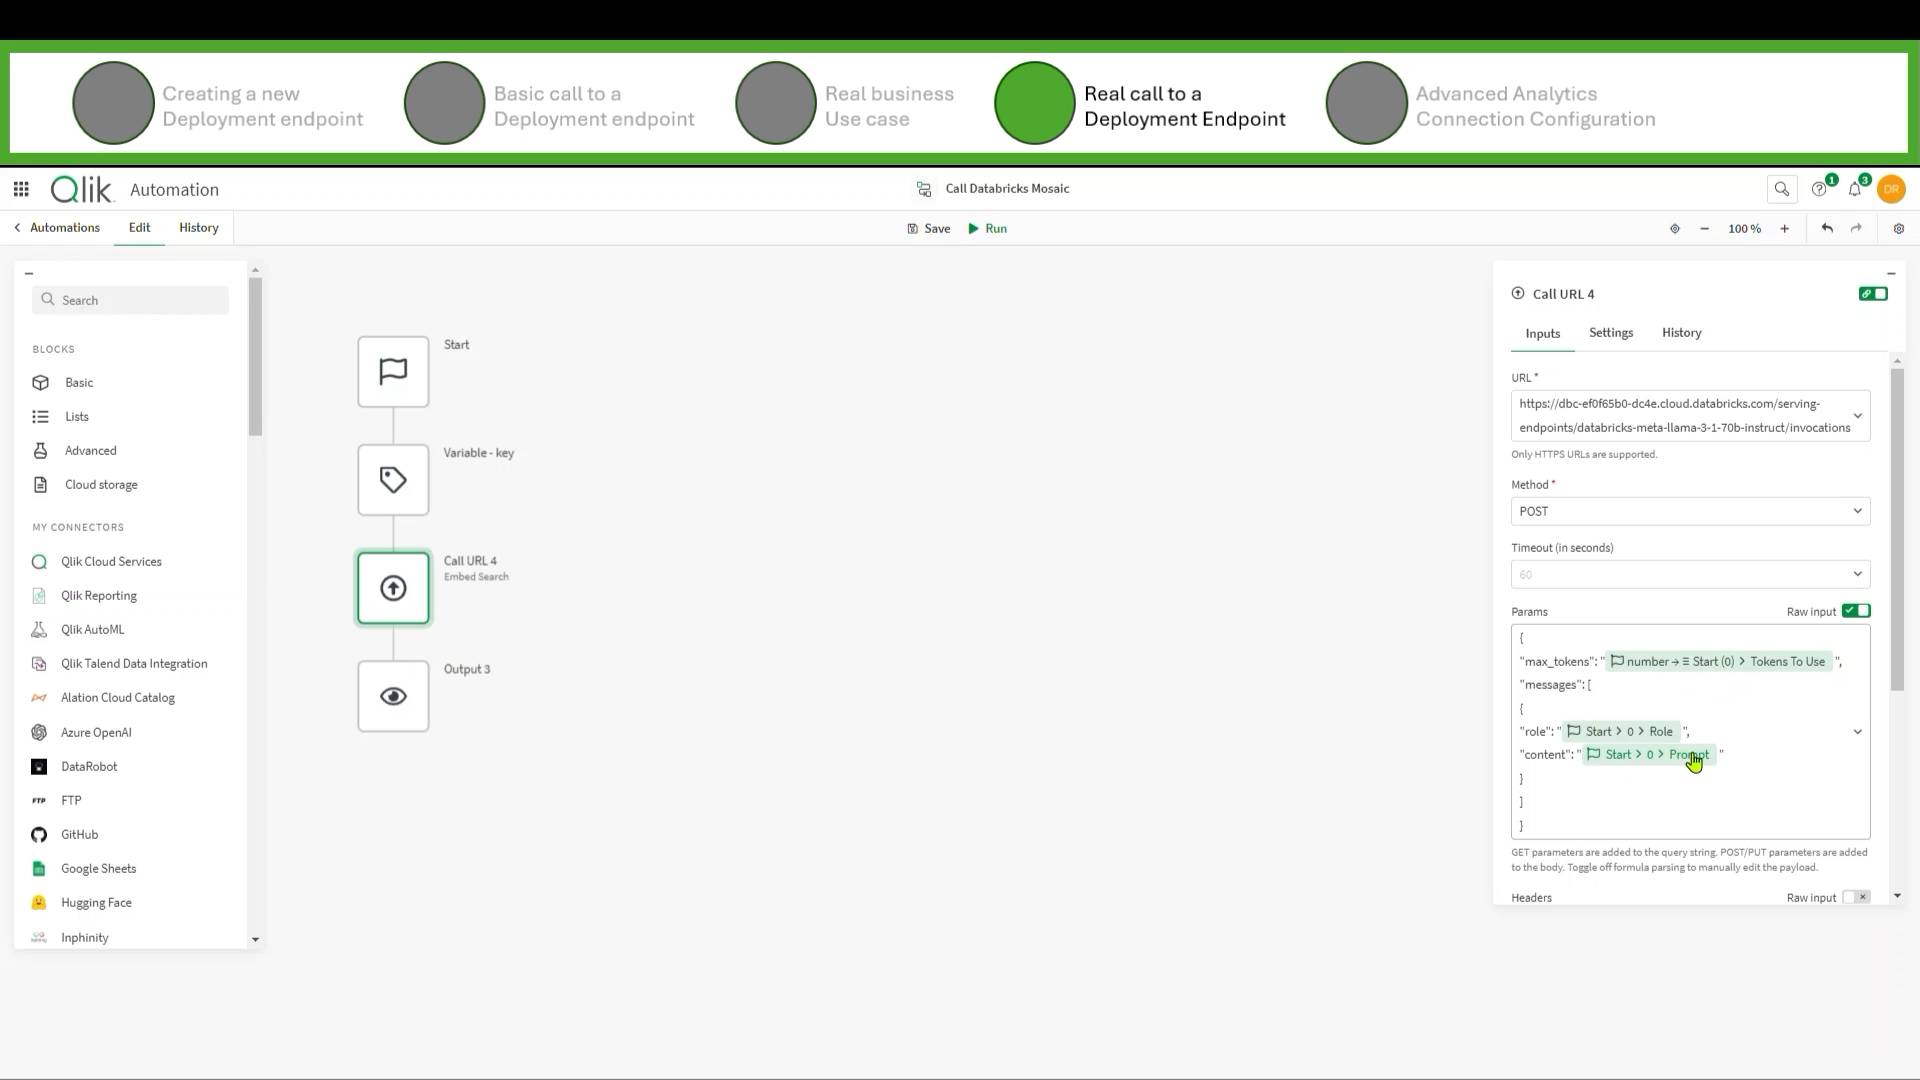 Creating a new
Deployment endpoint
Basic call to a
Deployment endpoint
Real business
Use case
Real call to a
Deployment Endpoint
Advanced Analytics
Connection Configuration
Qlik Automation
Call Databricks Mosaic
1
3
DR
Automations
Edit
History
Save
Run
100 %
Search
BLOCKS
Basic
Lists
Advanced
Cloud storage
MY CONNECTORS
Qlik Cloud Services
Qlik Reporting
Qlik AutoML
Qlik Talend Data Integration
Alation Cloud Catalog
Azure OpenAI
DataRobot
FTP FTP
GitHub
Google Sheets
Hugging Face
Inphinity
Start
Variable - key
Call URL 4
Embed Search
Output 3
Call URL 4
Inputs
Settings
History
URL *
https://dbc-ef0f65b0-dc4e.cloud.databricks.com/serving-
endpoints/databricks-meta-llama-3-1-70b-instruct/invocations
Only HTTPS URLs are supported.
Method *
POST
Timeout (in seconds)
60
Params
Raw input
{
"max_tokens": " number → Start (0) > Tokens To Use ",
"messages": [
{
"role": " Start > 0 > Role ",
"content": " Start > 0 > Prompt "
}
]
}
GET parameters are added to the query string. POST/PUT parameters are added
to the body. Toggle off formula parsing to manually edit the payload.
Headers
Raw input